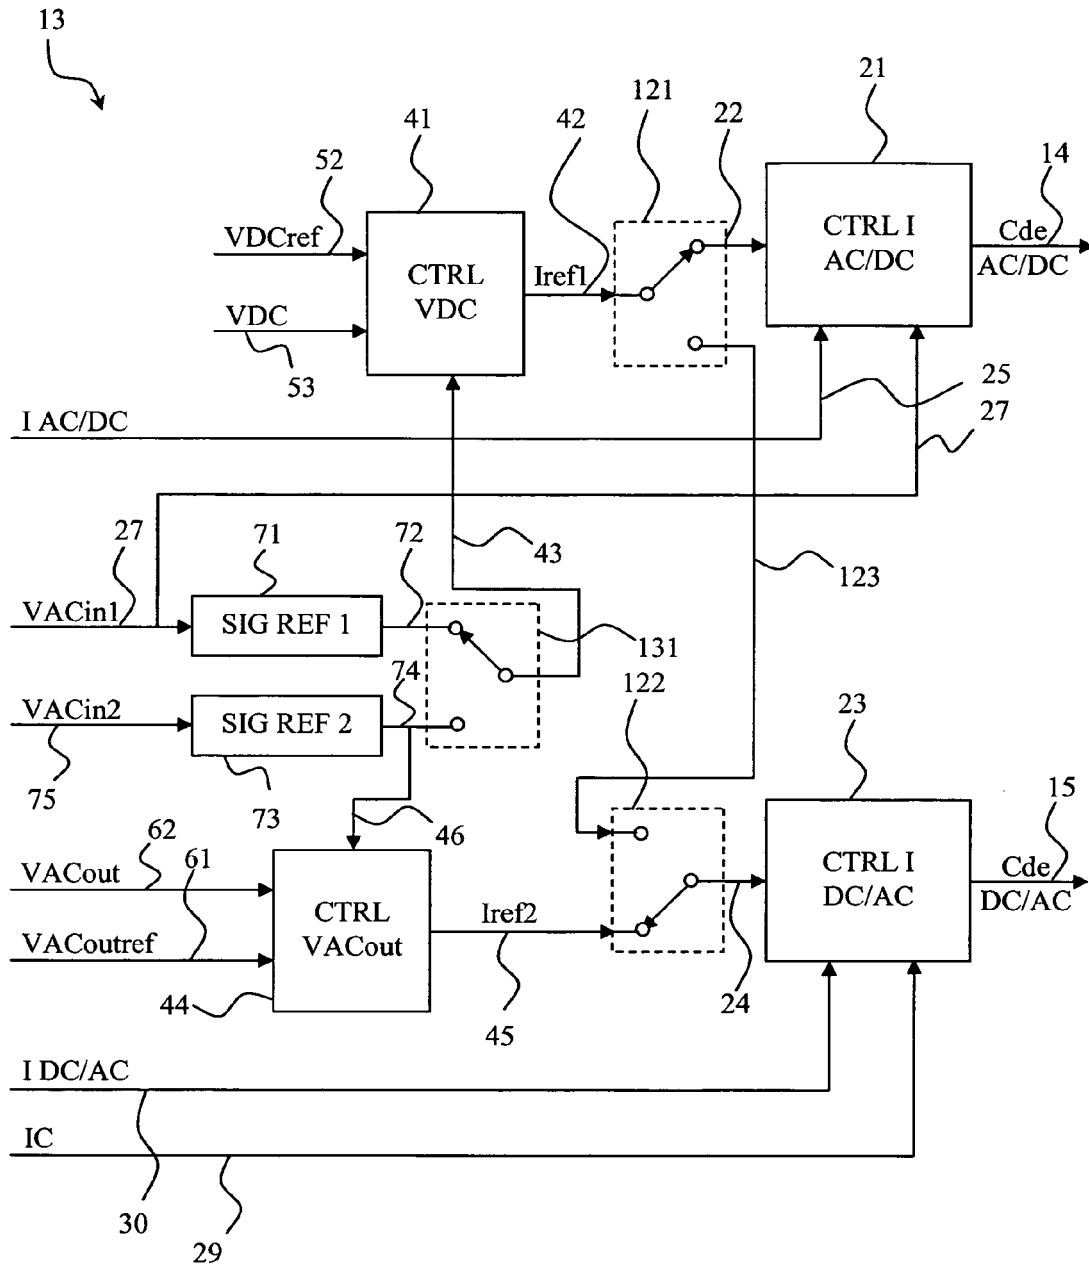 13
121
21
41
52
42
22
14
VDCref
CTRL
VDC
Iref1
CTRL I
AC/DC
Cde
AC/DC
VDC
53
25
27
I AC/DC
27
71
72
43
123
VACin1
SIG REF 1
131
74
122
VACin2
SIG REF 2
75
73
46
23
15
62
61
VACout
CTRL
VACout
Iref2
CTRL I
DC/AC
Cde
DC/AC
VACoutref
44
45
24
I DC/AC
IC
30
29